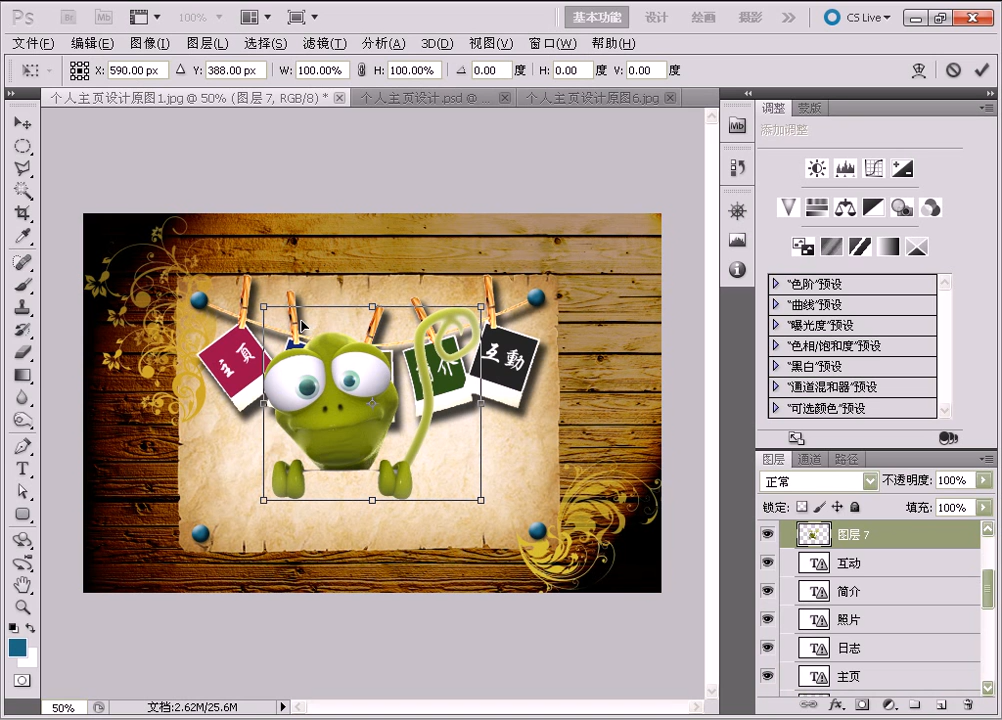 Ps Br Mb 100% 基本功能 设计 绘画 摄影 CS Live
文件(F) 编辑(E) 图像(I) 图层(L) 选择(S) 滤镜(T) 分析(A) 3D(D) 视图(V) 窗口(W) 帮助(H)
X: 590.00 px Y: 388.00 px W: 100.00% H: 100.00% 0.00 度 H: 0.00 度 V: 0.00 度
个人主页设计原图1.jpg @ 50% (图层 7, RGB/8) * 个人主页设计.psd @ ... 个人主页设计原图6.jpg
调整 蒙版
添加调整
Mb
“色阶”预设
“曲线”预设
“曝光度”预设
“色相/饱和度”预设
“黑白”预设
“通道混和器”预设
“可选颜色”预设
主頁
介
互動
图层 通道 路径
正常 不透明度: 100%
锁定: 填充: 100%
图层 7
T 互动
T 简介
T 照片
T 日志
T 主页
50% 文档:2.62M/25.6M